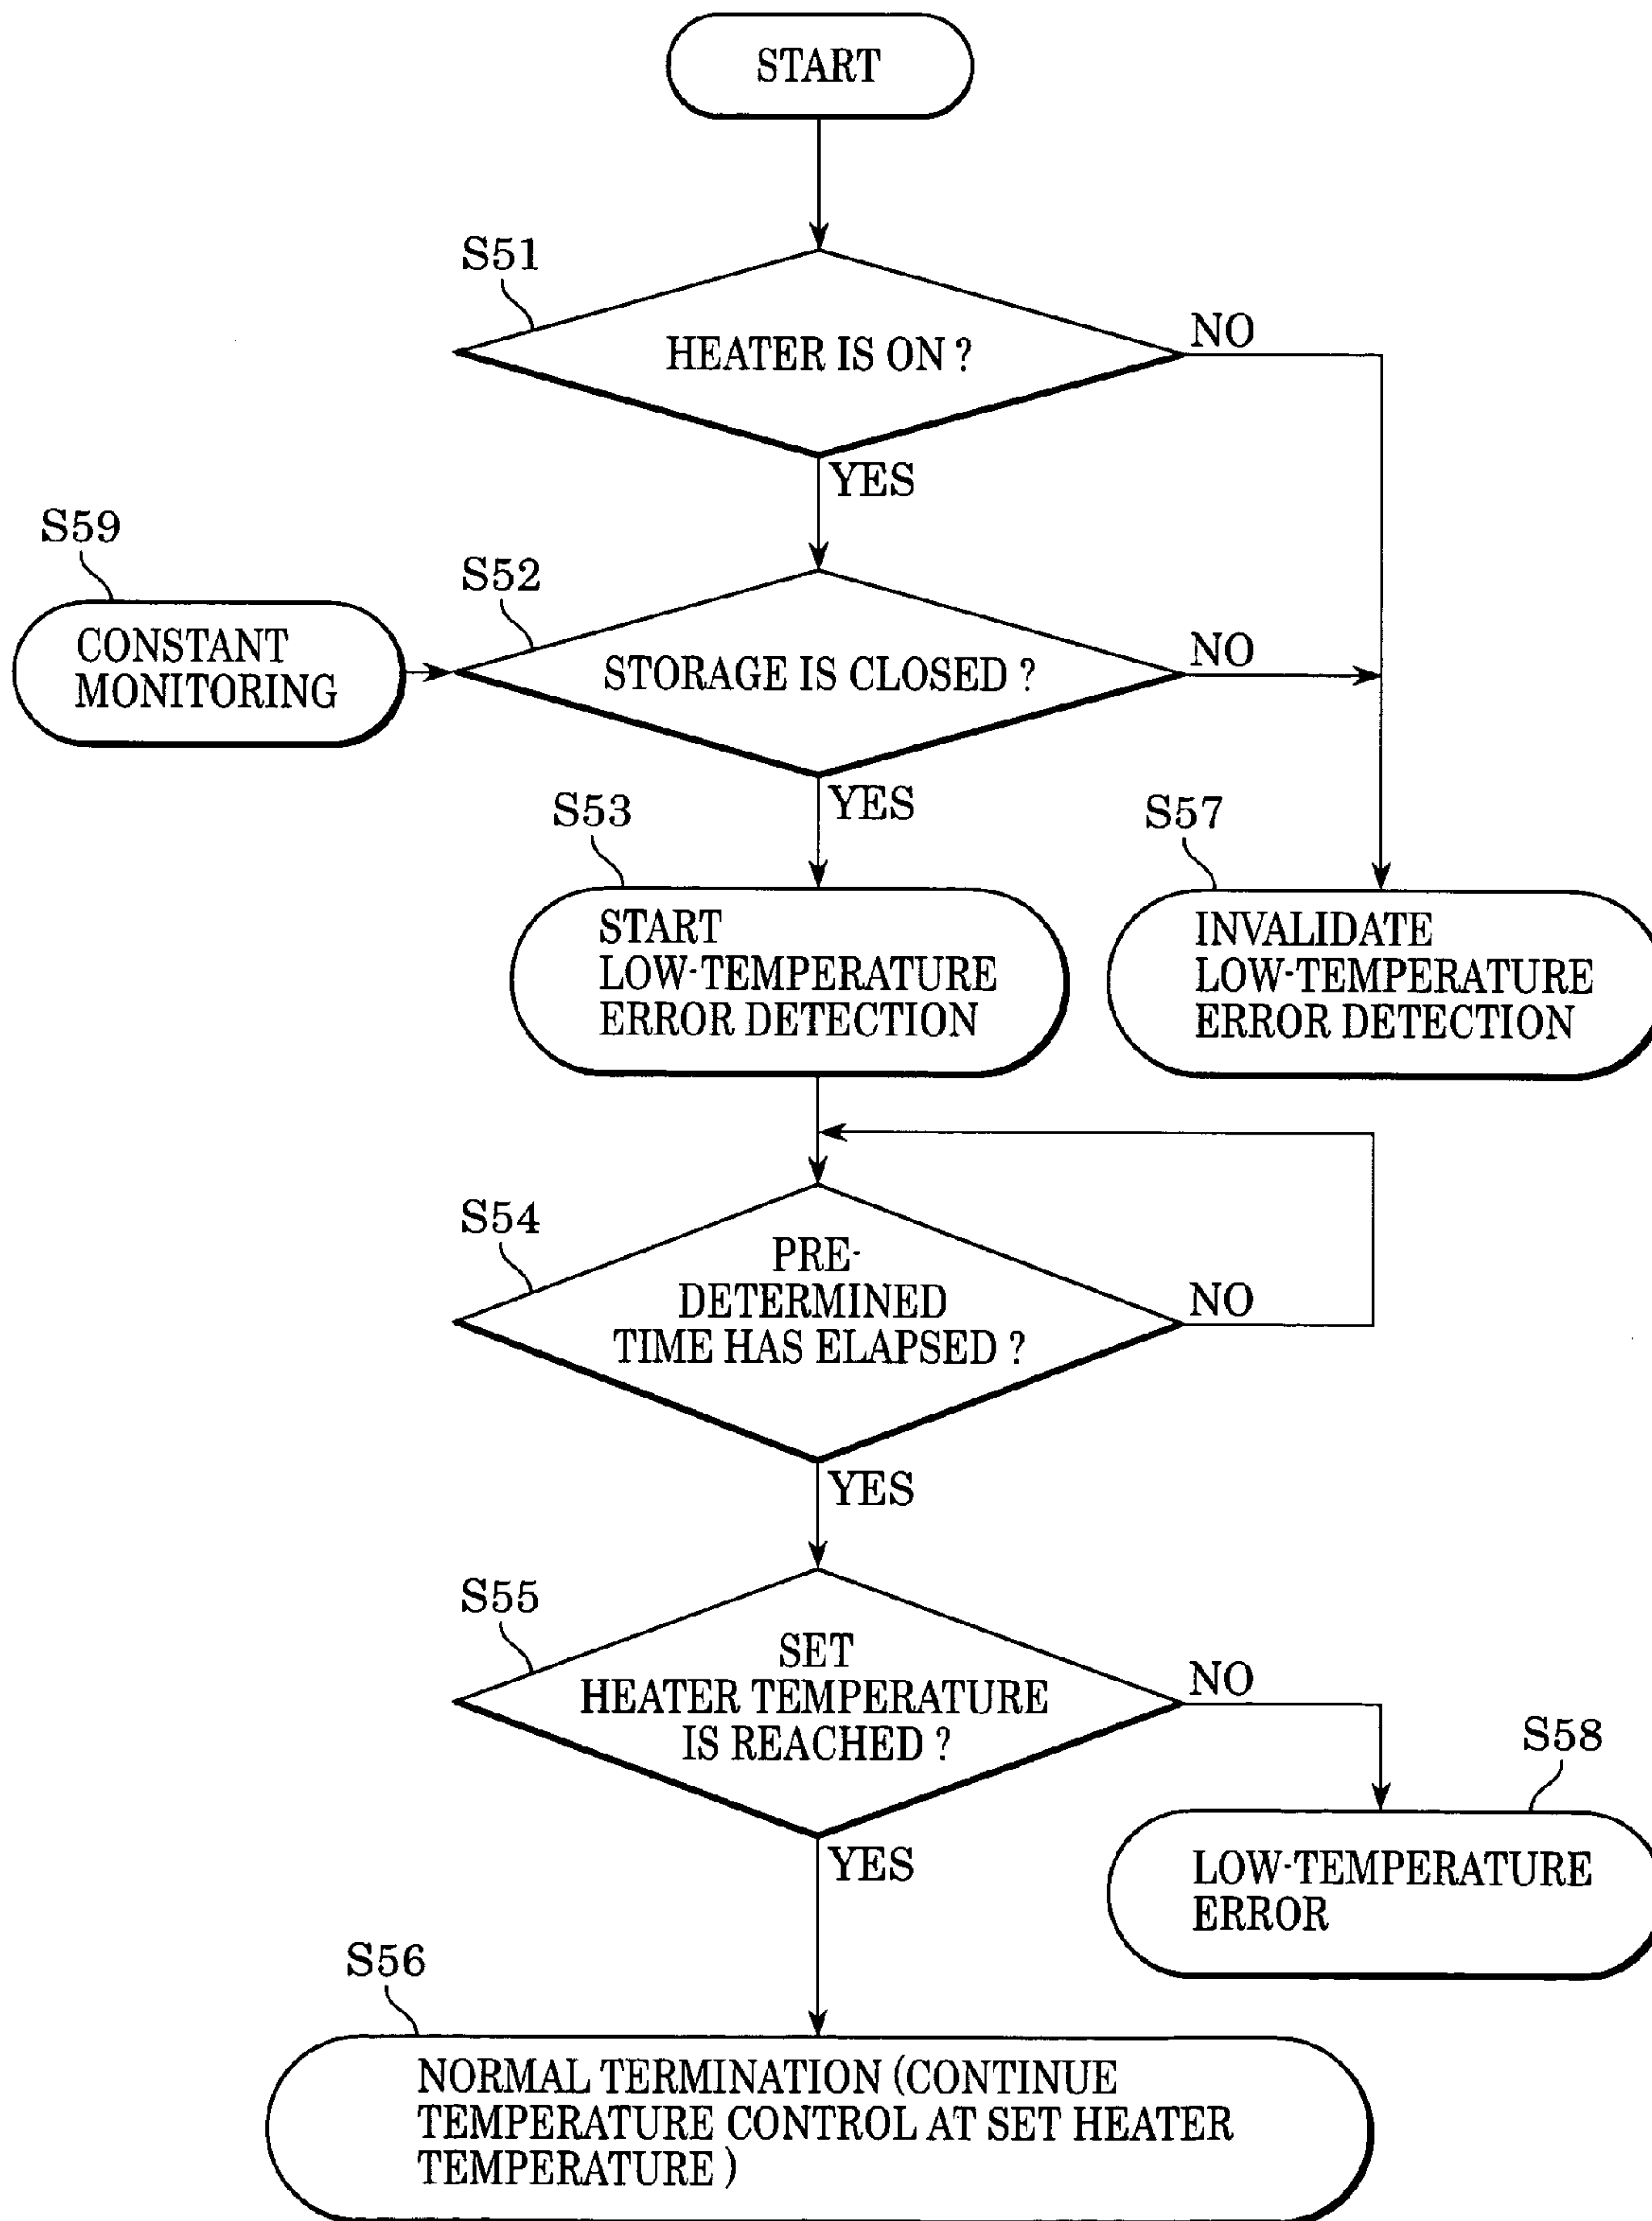 START
S51
HEATER IS ON ?
NO
YES
S59
CONSTANT
MONITORING
S52
STORAGE IS CLOSED ?
NO
YES
S53
START
LOW-TEMPERATURE
ERROR DETECTION
S57
INVALIDATE
LOW-TEMPERATURE
ERROR DETECTION
S54
PRE-
DETERMINED
TIME HAS ELAPSED ?
NO
YES
S55
SET
HEATER TEMPERATURE
IS REACHED ?
NO
YES
S58
LOW-TEMPERATURE
ERROR
S56
NORMAL TERMINATION (CONTINUE
TEMPERATURE CONTROL AT SET HEATER
TEMPERATURE )